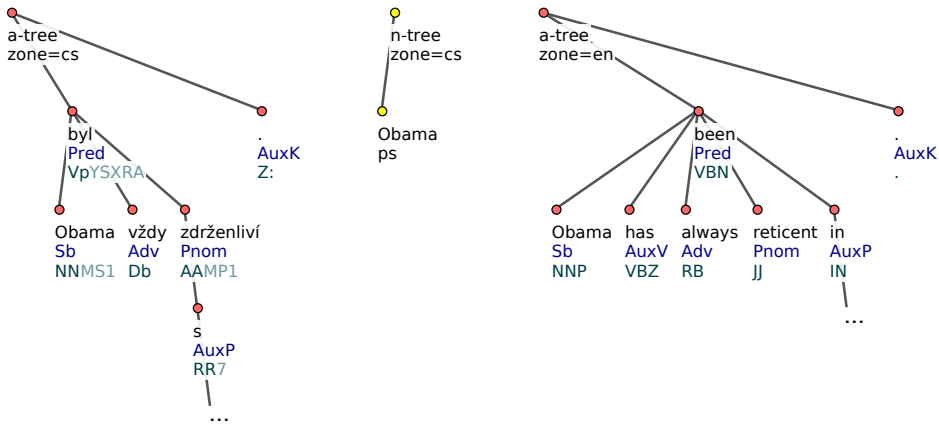 a-tree
zone=cs
byl
Pred
VpYSXRA
.
AuxK
Z:
Obama
Sb
NNMS1
vždy
Adv
Db
zdrženliví
Pnom
AAMP1
s
AuxP
RR7
...
n-tree
zone=cs
Obama
ps
a-tree
zone=en
been
Pred
VBN
.
AuxK
.
Obama
Sb
NNP
has
AuxV
VBZ
always
Adv
RB
reticent
Pnom
JJ
in
AuxP
IN
...